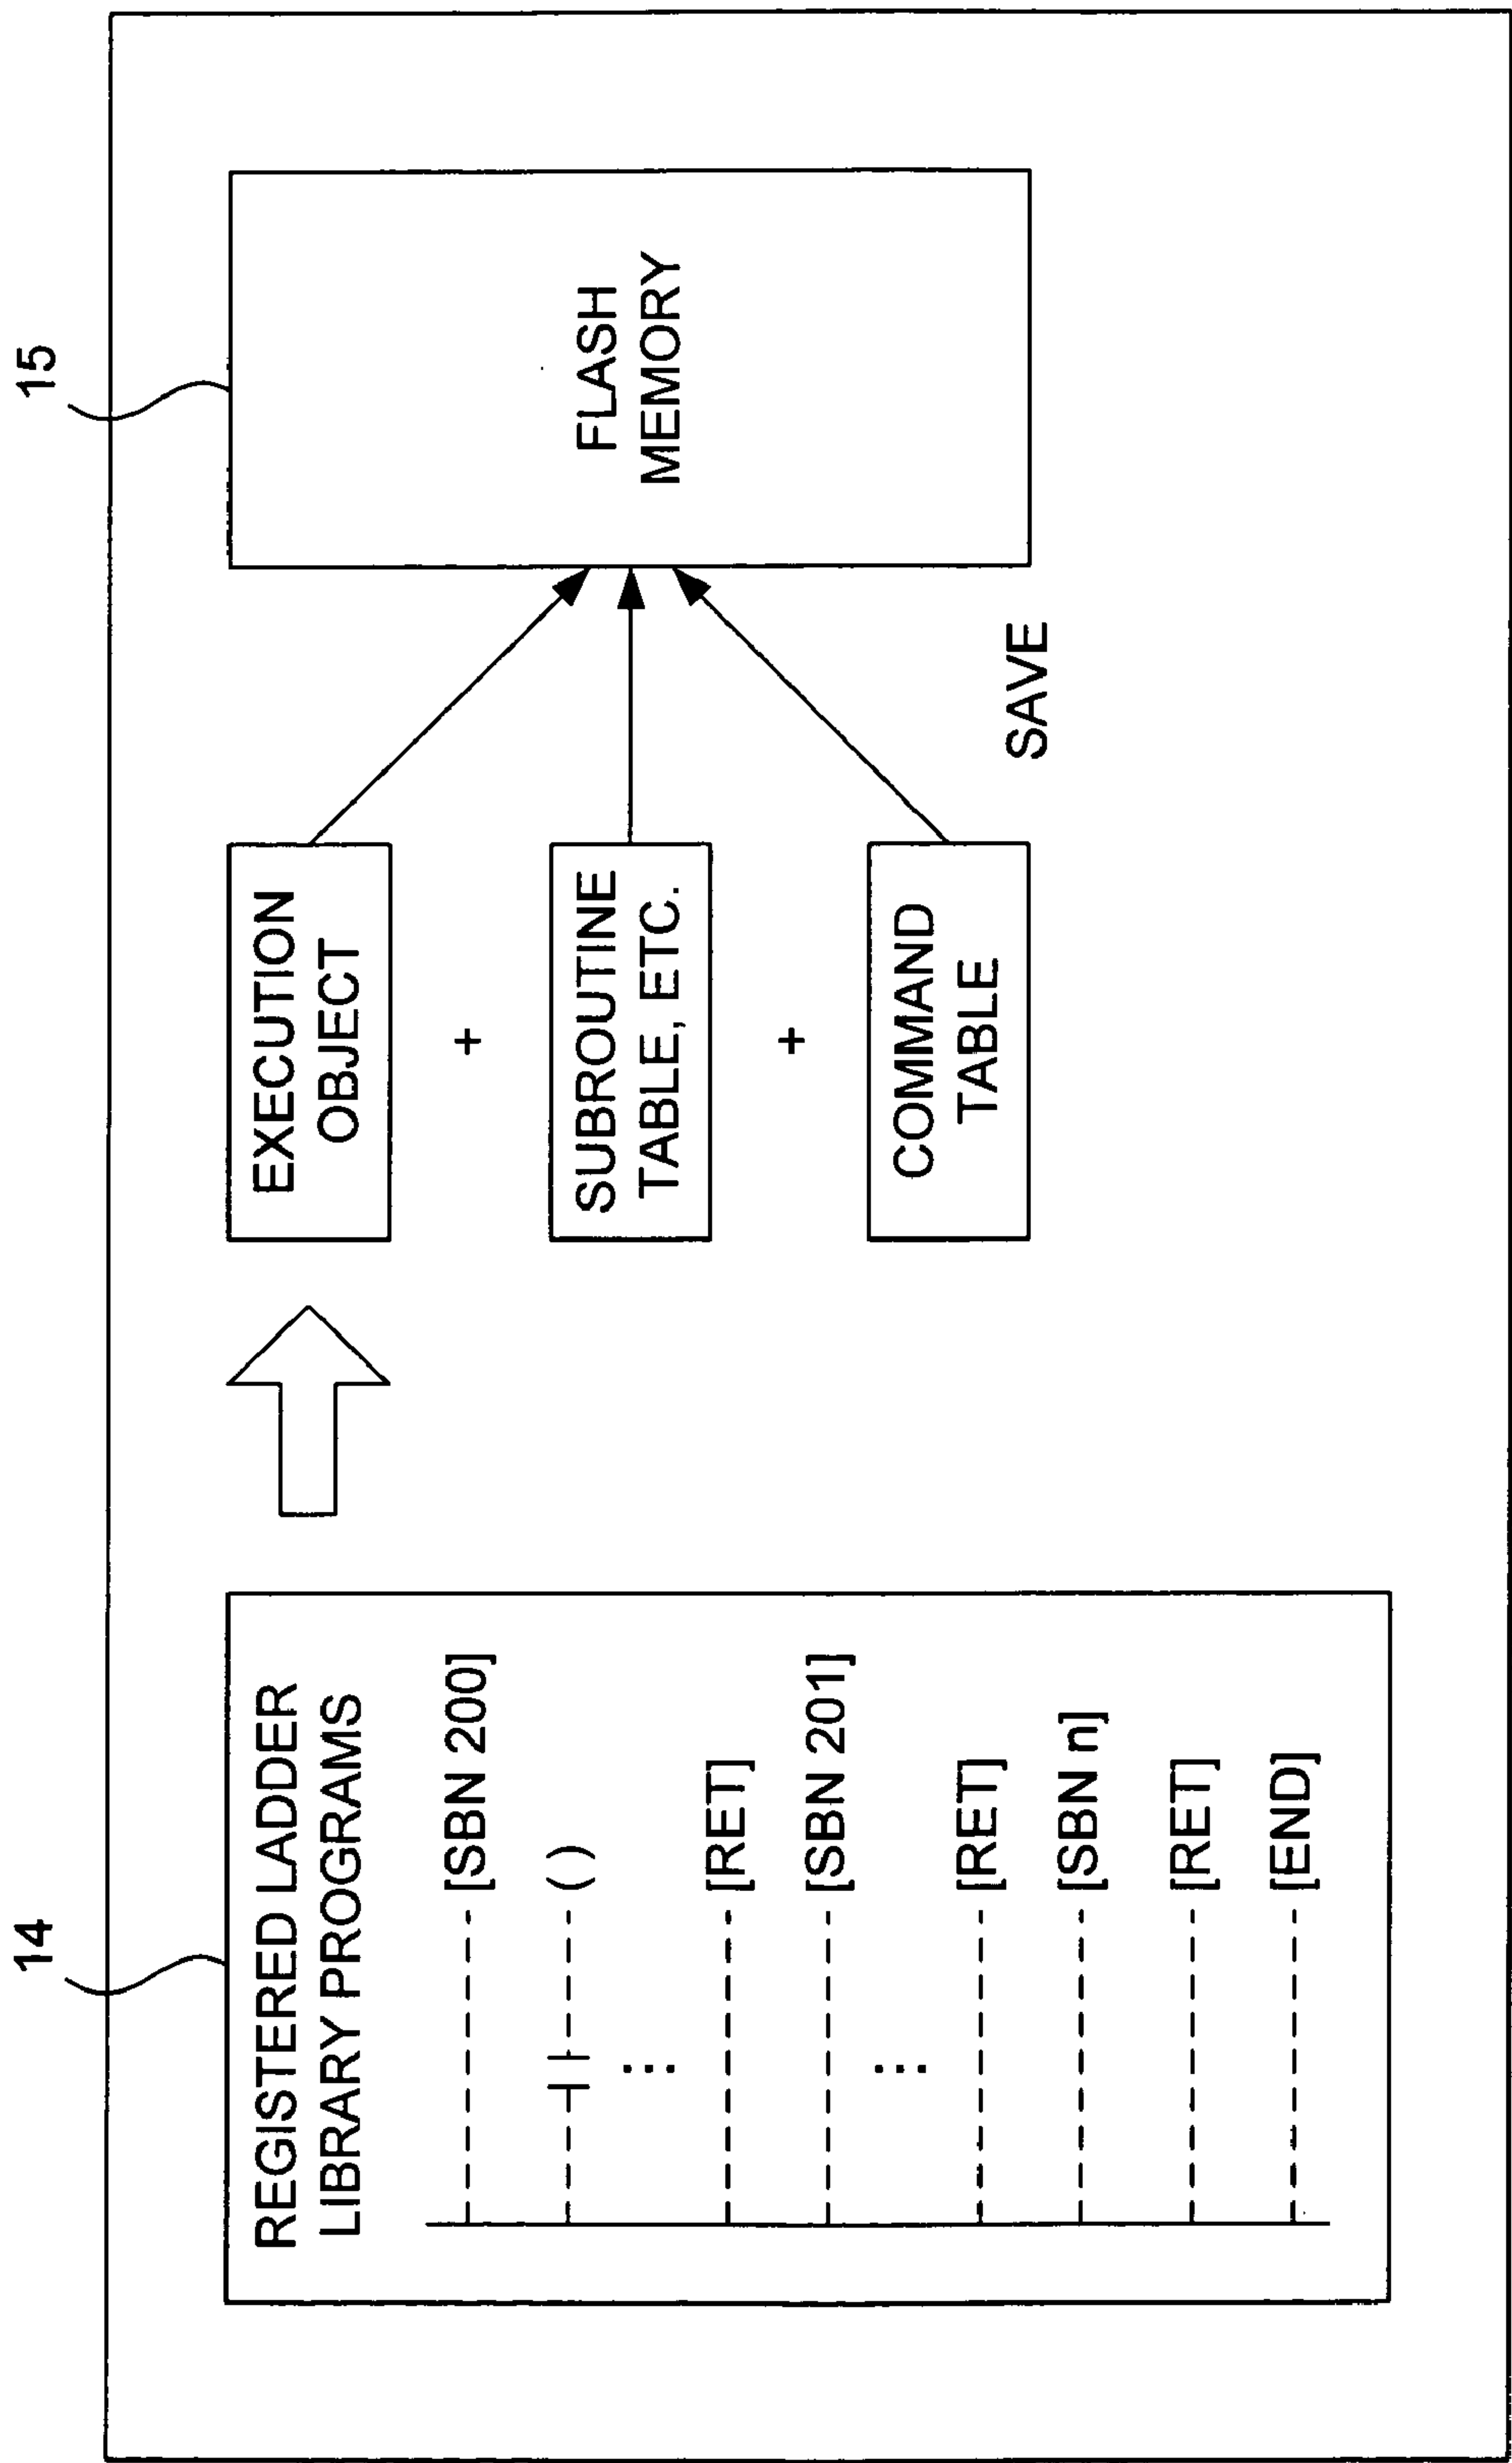 14
REGISTERED LADDER
LIBRARY PROGRAMS
[SBN 200]
( )
[RET]
[SBN 201]
[RET]
[SBN n]
[RET]
[END]
EXECUTION
OBJECT
+
SUBROUTINE
TABLE, ETC.
+
COMMAND
TABLE
SAVE
15
FLASH
MEMORY